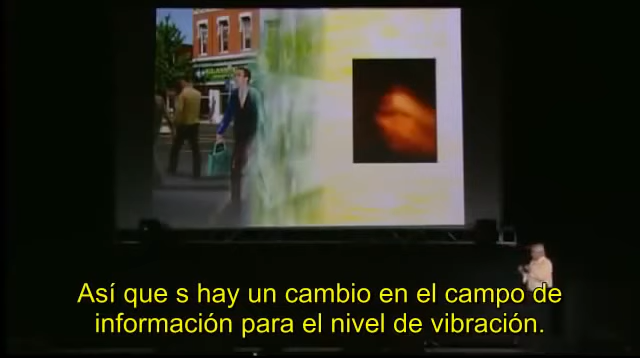 Así que s hay un cambio en el campo de
información para el nivel de vibración.